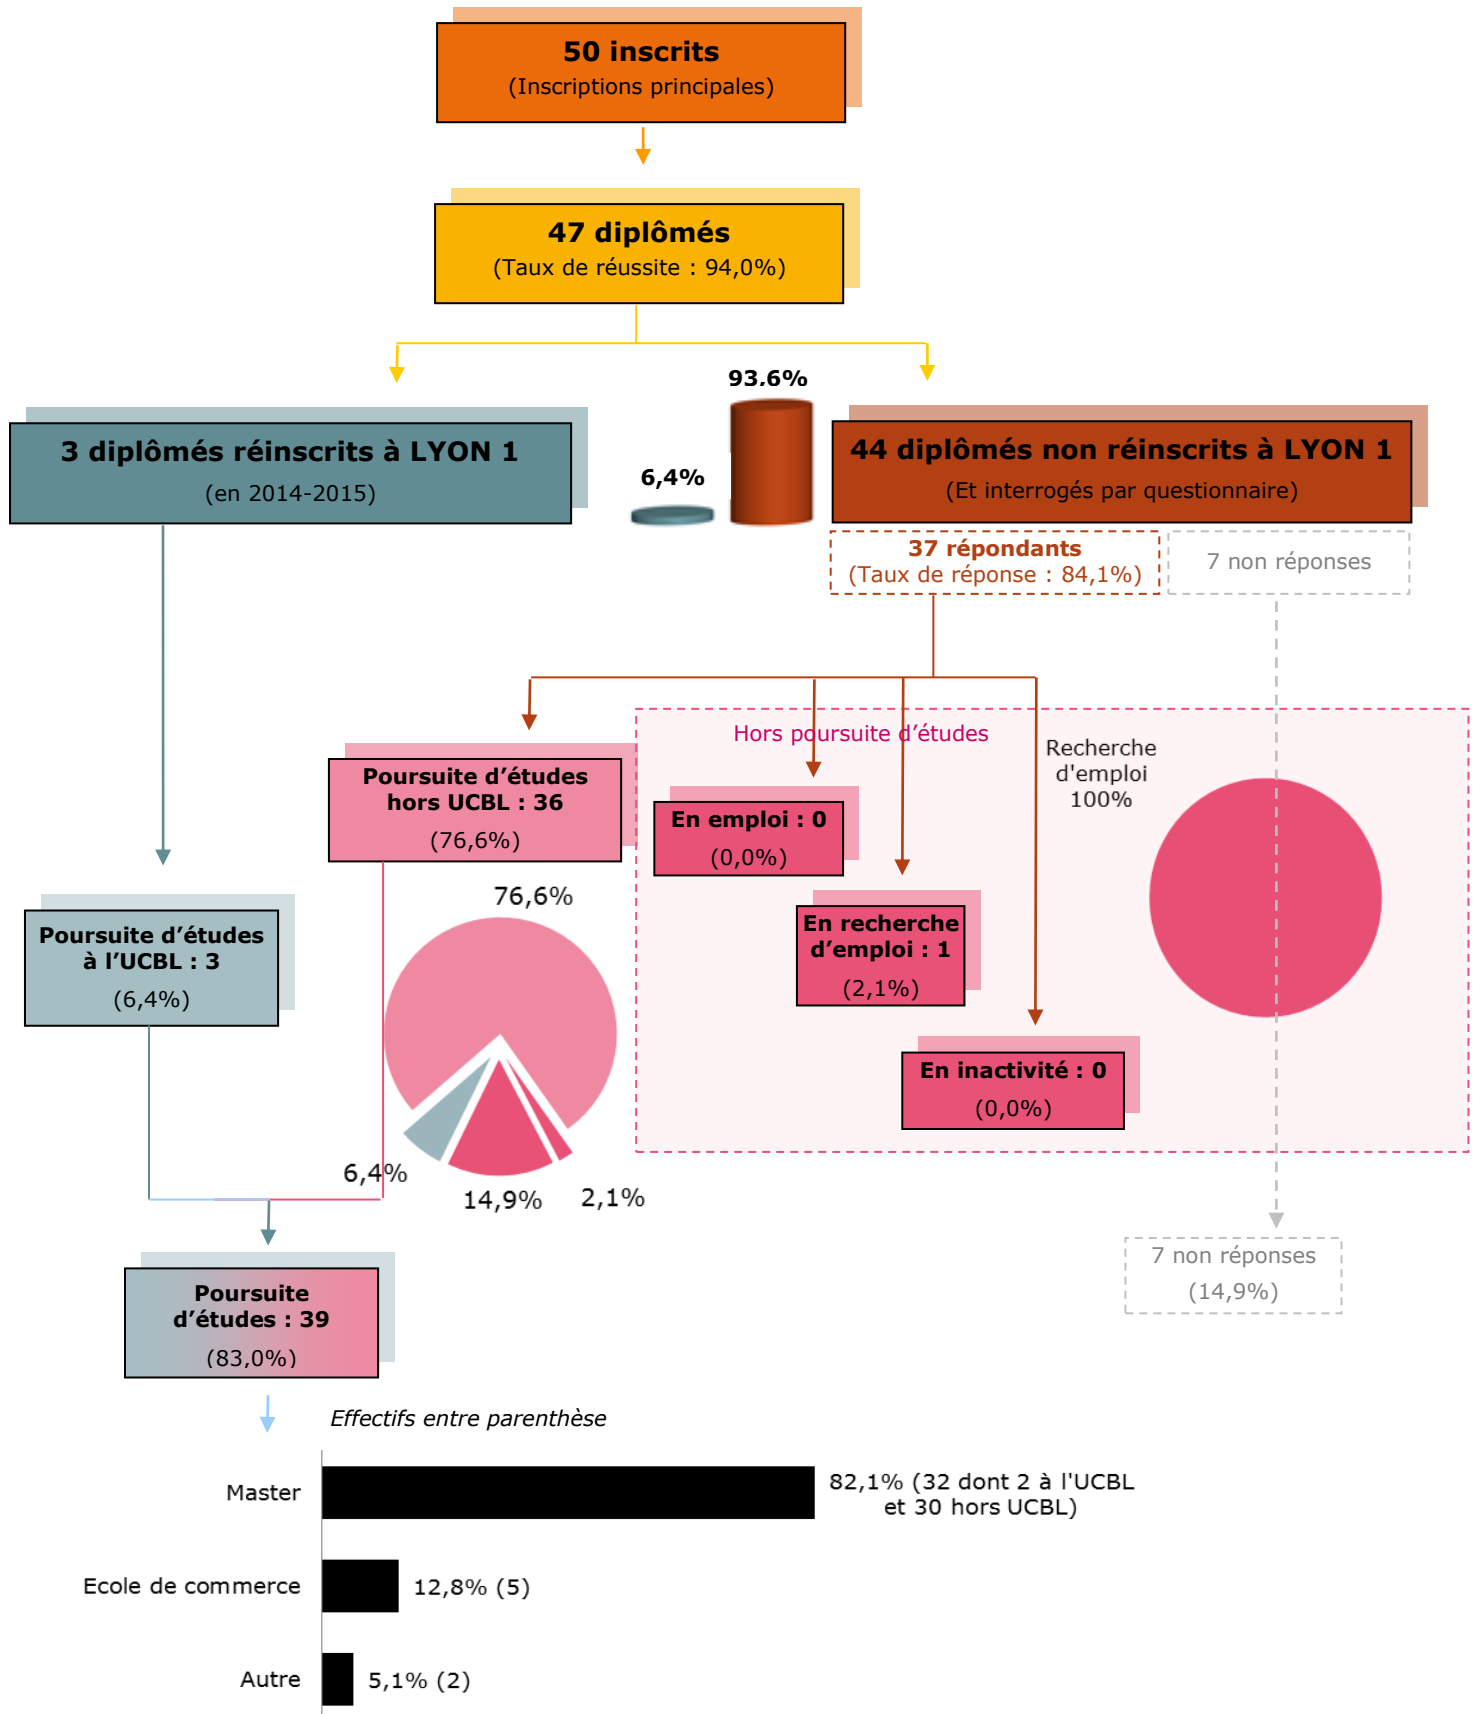 50 inscrits
(Inscriptions principales)
47 diplômés
(Taux de réussite : 94,0%)
93,6%
6,4%
3 diplômés réinscrits à LYON 1
(en 2014-2015)
44 diplômés non réinscrits à LYON 1
(Et interrogés par questionnaire)
37 répondants
(Taux de réponse : 84,1%)
7 non réponses
Hors poursuite d’études
Recherche
d'emploi
100%
Poursuite d’études
hors UCBL : 36
(76,6%)
En emploi : 0
(0,0%)
En recherche
d’emploi : 1
(2,1%)
En inactivité : 0
(0,0%)
Poursuite d’études
à l’UCBL : 3
(6,4%)
76,6%
6,4%
14,9%
2,1%
7 non réponses
(14,9%)
Poursuite
d’études : 39
(83,0%)
Effectifs entre parenthèse
Master
82,1% (32 dont 2 à l'UCBL
et 30 hors UCBL)
Ecole de commerce
12,8% (5)
Autre
5,1% (2)